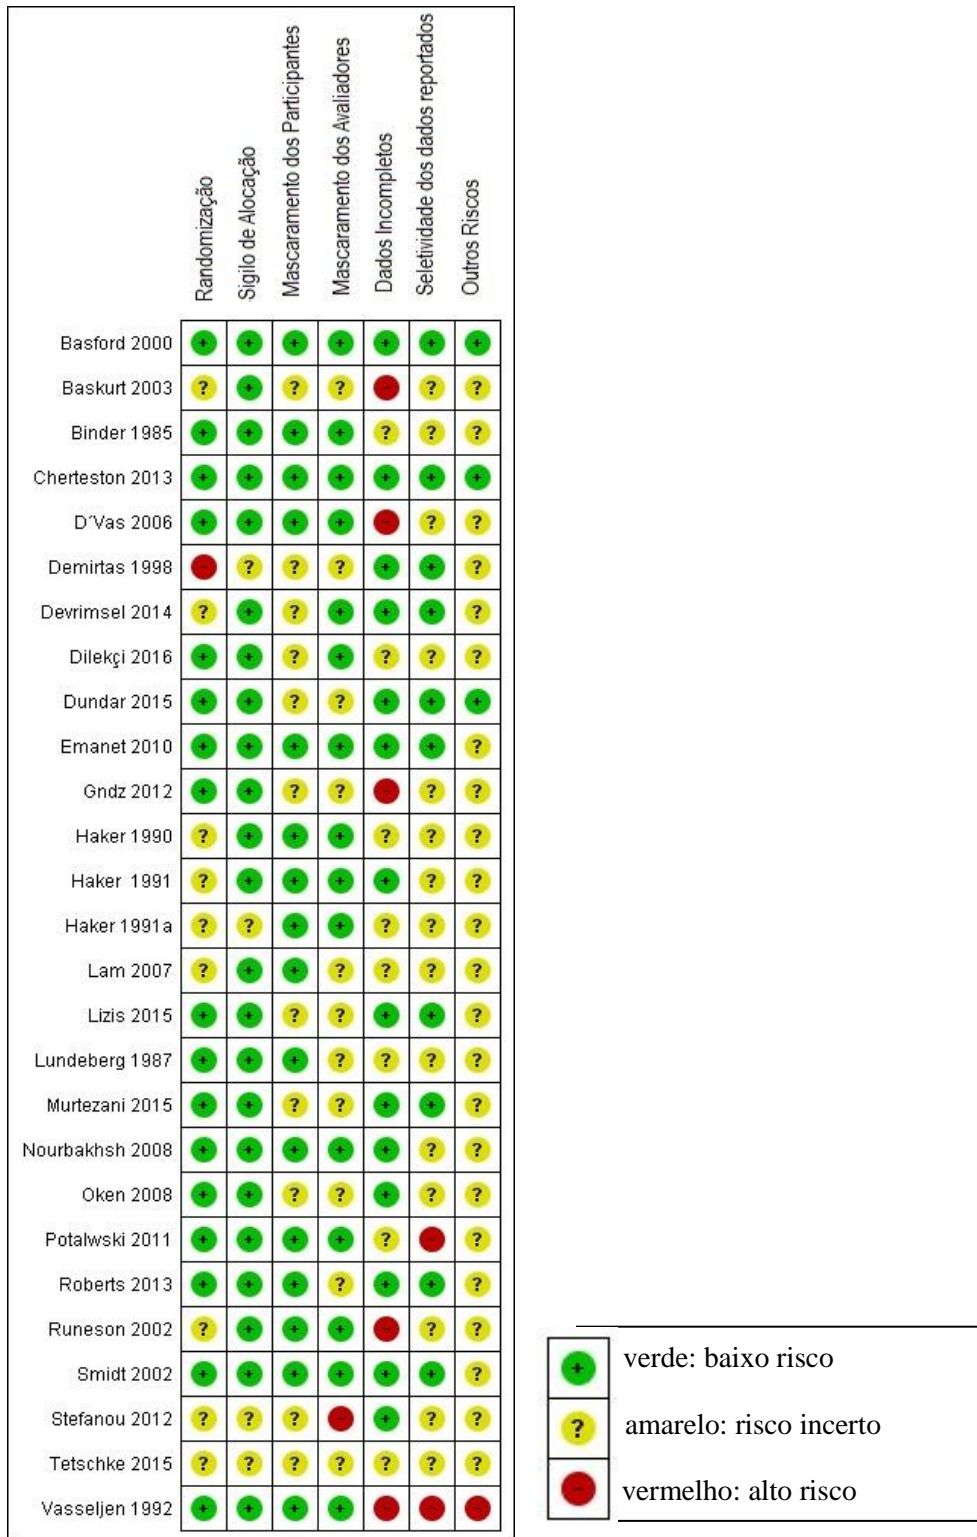 Randomização
Sigilo de Alocação
Mascaramento dos Participantes
Mascaramento dos Avaliadores
Dados Incompletos
Seletividade dos dados reportados
Outros Riscos
Basford 2000 + + + + + + +
Baskurt 2003 ? + ? ? - ? ?
Binder 1985 + + + + ? ? ?
Cherteston 2013 + + + + + + +
D´Vas 2006 + + + + - ? ?
Demirtas 1998 - ? ? ? + + ?
Devrimsel 2014 ? + ? + + + ?
Dilekçi 2016 + + ? + ? ? ?
Dundar 2015 + + ? ? + + +
Emanet 2010 + + + + + + ?
Gndz 2012 + + ? ? - ? ?
Haker 1990 ? + + + ? ? ?
Haker 1991 ? + + + + ? ?
Haker 1991a ? ? + + ? ? ?
Lam 2007 ? + + ? ? ? ?
Lizis 2015 + + ? ? + + ?
Lundeberg 1987 + + + ? ? ? ?
Murtezani 2015 + + ? ? + + ?
Nourbakhsh 2008 + + + + + ? ?
Oken 2008 + + ? ? + ? ?
Potalwski 2011 + + + + ? - ?
Roberts 2013 + + + ? + + ?
Runeson 2002 ? + + + - ? ?
Smidt 2002 + + + + + + ?
Stefanou 2012 ? ? ? - + ? ?
Tetschke 2015 ? ? ? ? ? ? ?
Vasseljen 1992 + + + + - - -
+ verde: baixo risco
? amarelo: risco incerto
- vermelho: alto risco